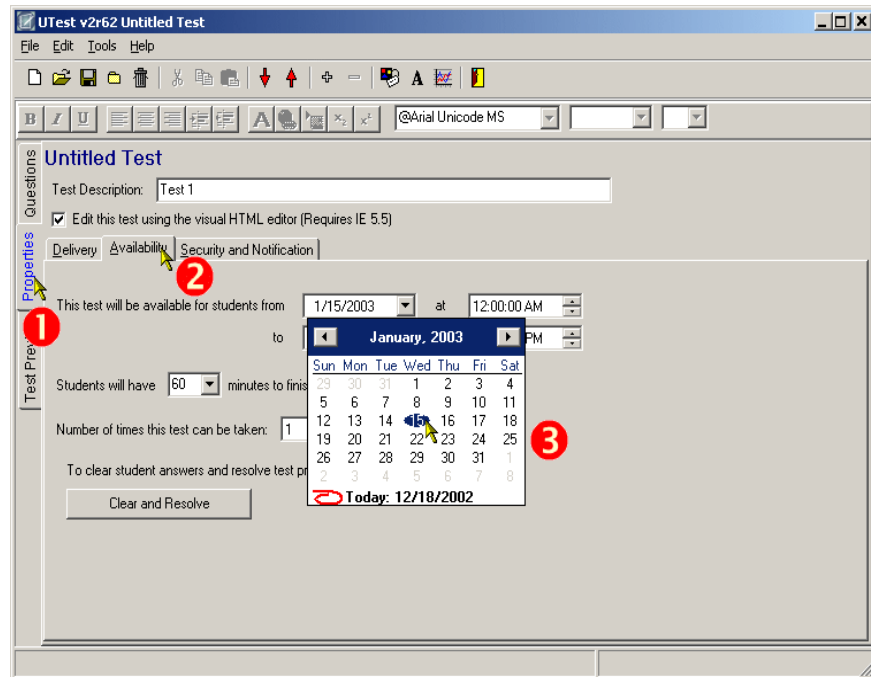 UTest v2r62 Untitled Test
File Edit Tools Help
B I U A x₂ x² @Arial Unicode MS
Questions
Properties
Test Prev
Untitled Test
Test Description: Test 1
Edit this test using the visual HTML editor (Requires IE 5.5)
Delivery Availability Security and Notification
2
1
This test will be available for students from 1/15/2003 at 12:00:00 AM
to PM
January, 2003
Sun Mon Tue Wed Thu Fri Sat
29 30 31 1 2 3 4
5 6 7 8 9 10 11
12 13 14 15 16 17 18
19 20 21 22 23 24 25
26 27 28 29 30 31 1
2 3 4 5 6 7 8
Today: 12/18/2002
3
Students will have 60 minutes to finis
Number of times this test can be taken: 1
To clear student answers and resolve test pr
Clear and Resolve